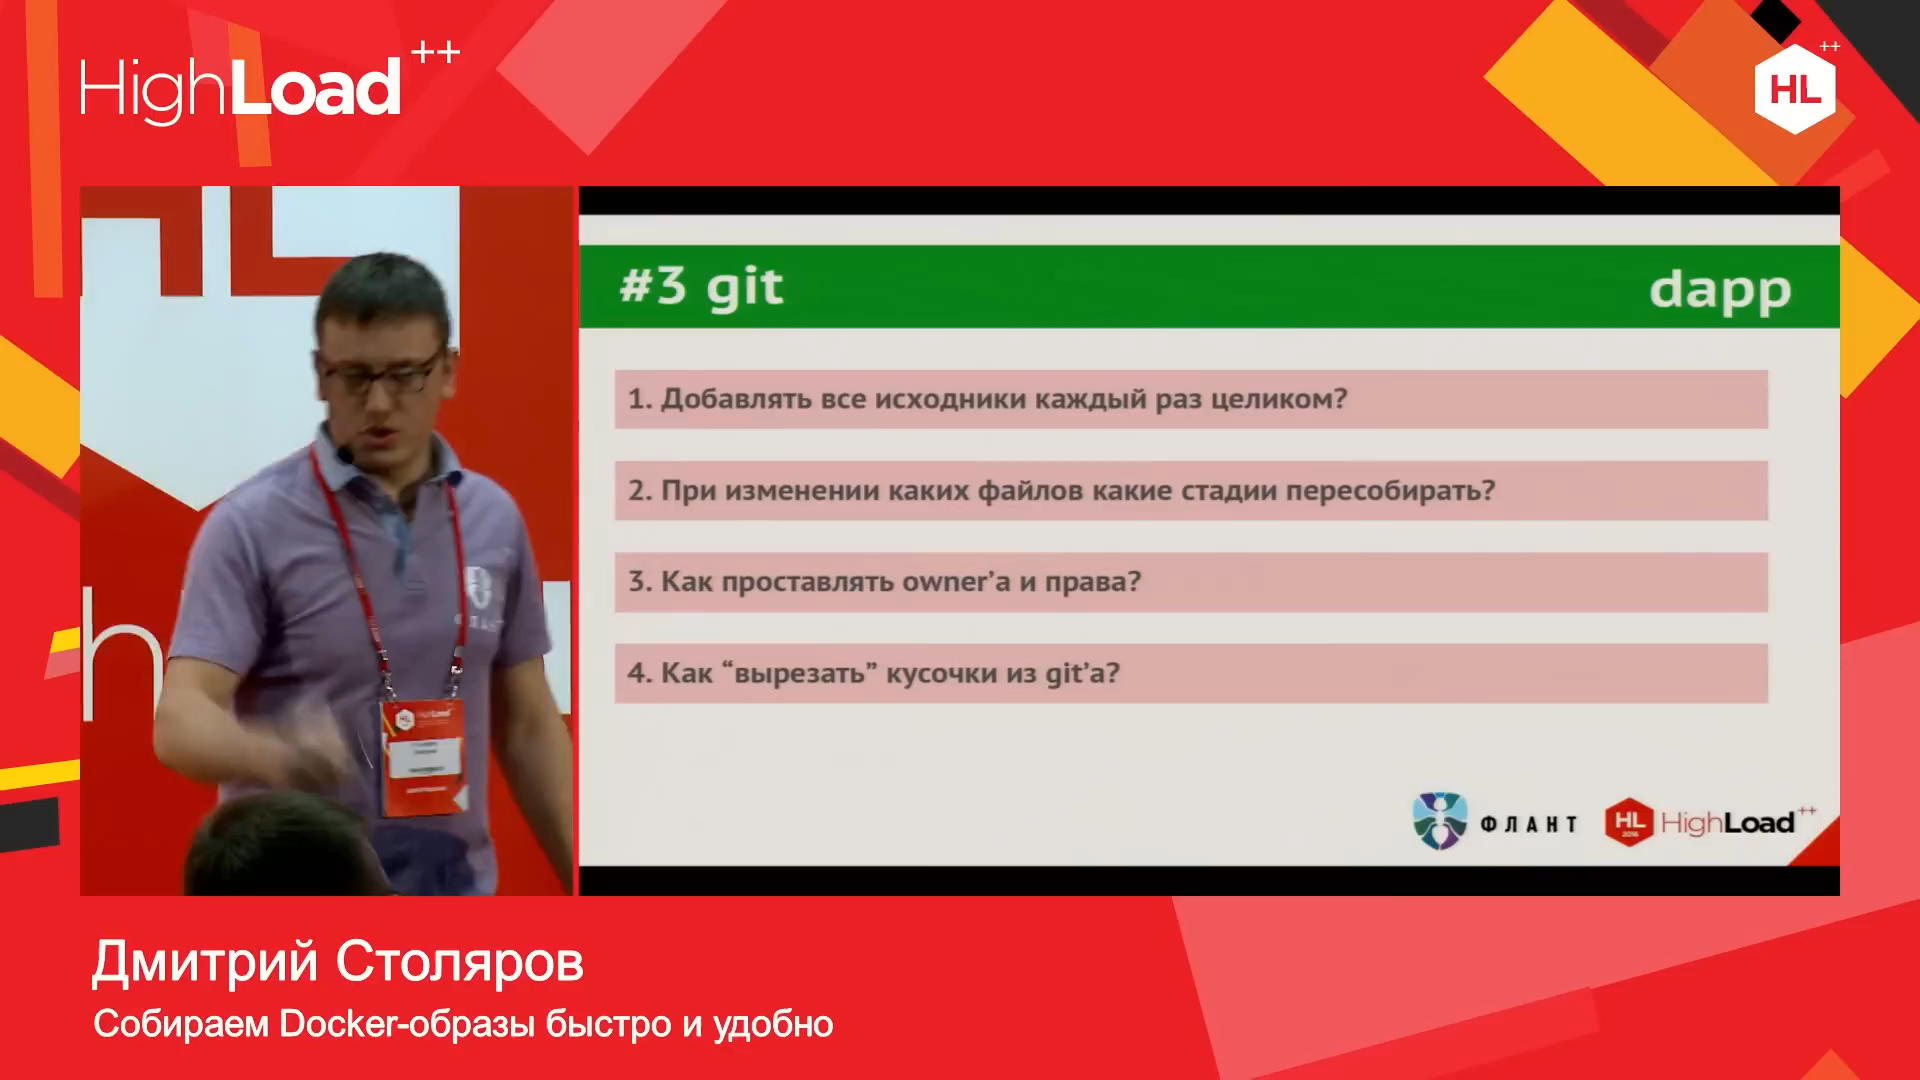 HighLoad++
HL++
#3 git
dapp
1. Добавлять все исходники каждый раз целиком?
2. При изменении каких файлов какие стадии пересобирать?
3. Как проставлять owner’а и права?
4. Как “вырезать” кусочки из git’а?
ФЛАНТ
HL
2016
HighLoad++
Дмитрий Столяров
Собираем Docker-образы быстро и удобно